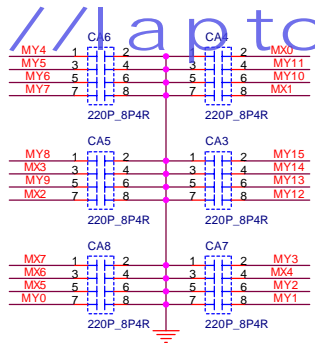 //lapto
CA6 CA4
MY4 1 2 1 2 MX0
MY5 3 4 3 4 MY11
MY6 5 6 5 6 MY10
MY7 7 8 7 8 MX1
220P_8P4R 220P_8P4R
CA5 CA3
MY8 1 2 1 2 MY15
MX3 3 4 3 4 MY14
MY9 5 6 5 6 MY13
MX2 7 8 7 8 MY12
220P_8P4R 220P_8P4R
CA8 CA7
MX7 1 2 1 2 MY3
MX6 3 4 3 4 MX4
MX5 5 6 5 6 MY2
MY0 7 8 7 8 MY1
220P_8P4R 220P_8P4R